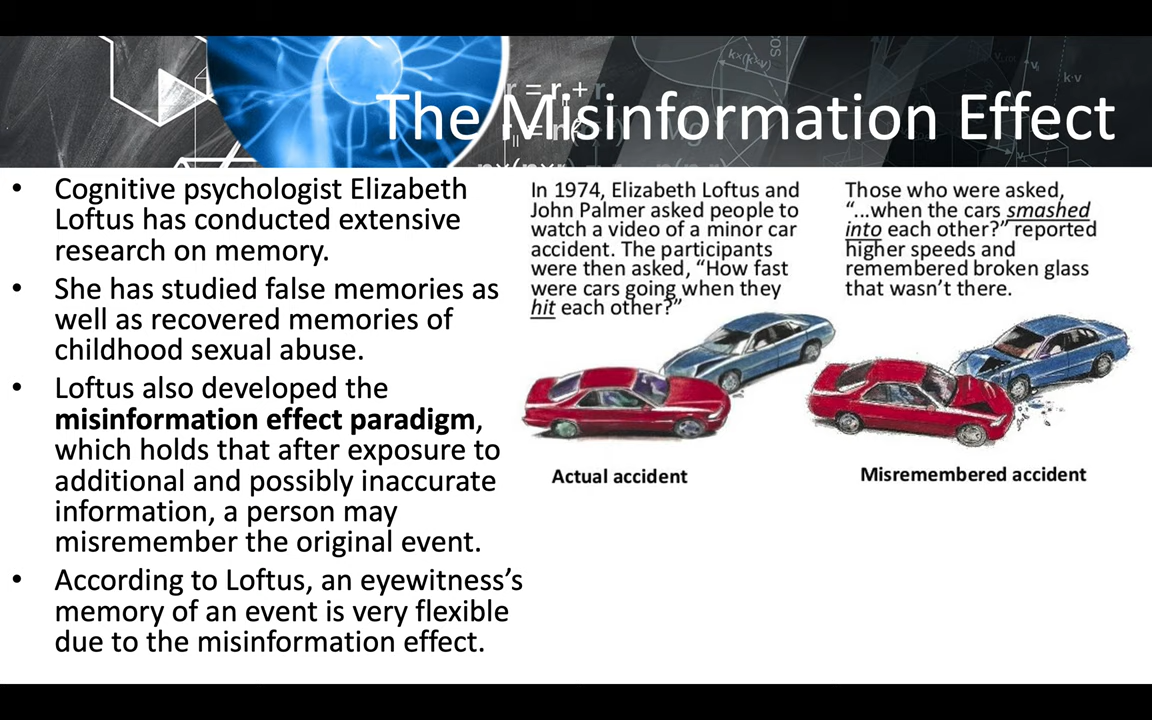 The Misinformation Effect
• Cognitive psychologist Elizabeth
Loftus has conducted extensive
research on memory.
• She has studied false memories as
well as recovered memories of
childhood sexual abuse.
• Loftus also developed the
misinformation effect paradigm,
which holds that after exposure to
additional and possibly inaccurate
information, a person may
misremember the original event.
• According to Loftus, an eyewitness’s
memory of an event is very flexible
due to the misinformation effect.
In 1974, Elizabeth Loftus and
John Palmer asked people to
watch a video of a minor car
accident. The participants
were then asked, “How fast
were cars going when they
hit each other?”
Actual accident
Those who were asked,
“...when the cars smashed
into each other?” reported
higher speeds and
remembered broken glass
that wasn’t there.
Misremembered accident